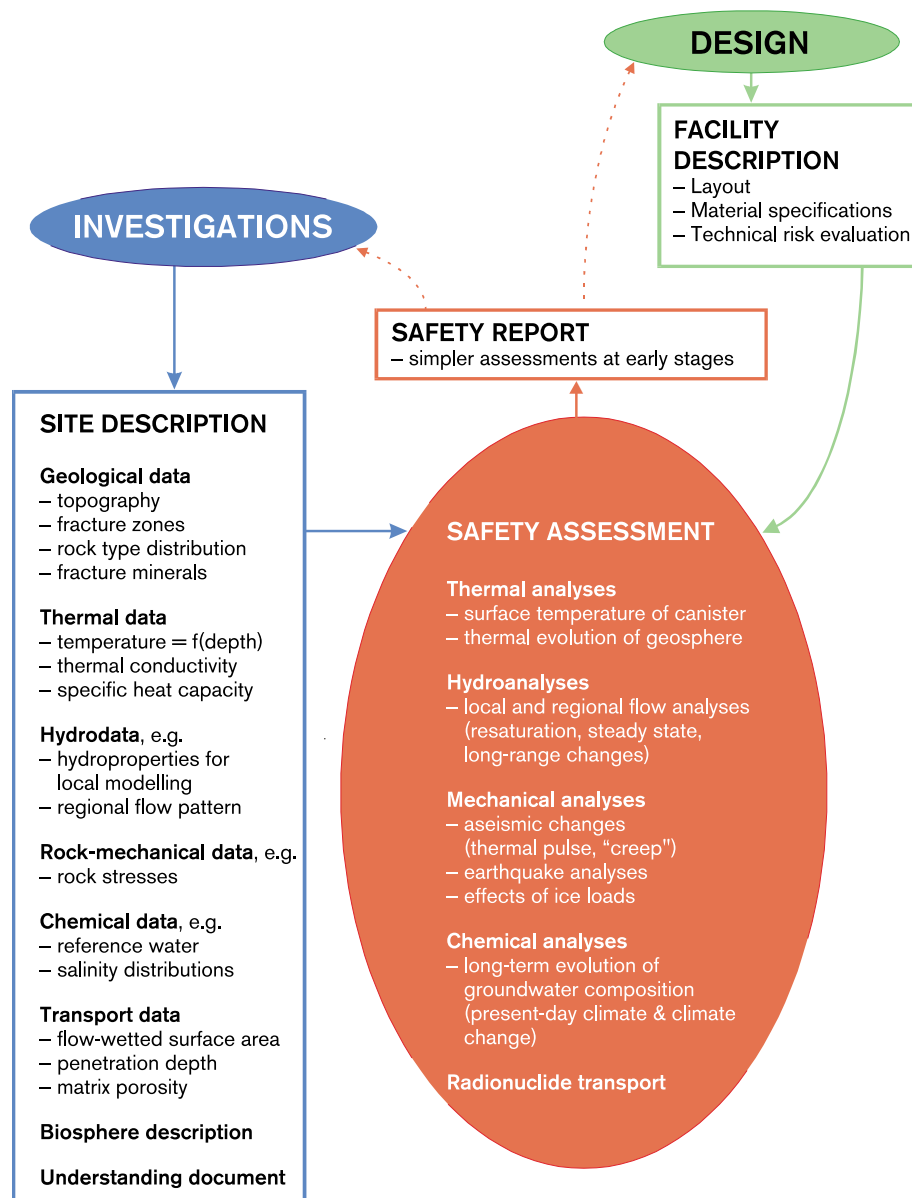 DESIGN
FACILITY
DESCRIPTION
– Layout
– Material specifications
– Technical risk evaluation
INVESTIGATIONS
SAFETY REPORT
– simpler assessments at early stages
SITE DESCRIPTION
Geological data
– topography
– fracture zones
– rock type distribution
– fracture minerals
Thermal data
– temperature = f(depth)
– thermal conductivity
– specific heat capacity
Hydrodata, e.g.
– hydroproperties for
local modelling
– regional flow pattern
Rock-mechanical data, e.g.
– rock stresses
Chemical data, e.g.
– reference water
– salinity distributions
Transport data
– flow-wetted surface area
– penetration depth
– matrix porosity
Biosphere description
Understanding document
SAFETY ASSESSMENT
Thermal analyses
– surface temperature of canister
– thermal evolution of geosphere
Hydroanalyses
– local and regional flow analyses
(resaturation, steady state,
long-range changes)
Mechanical analyses
– aseismic changes
(thermal pulse, “creep")
– earthquake analyses
– effects of ice loads
Chemical analyses
– long-term evolution of
groundwater composition
(present-day climate & climate
change)
Radionuclide transport